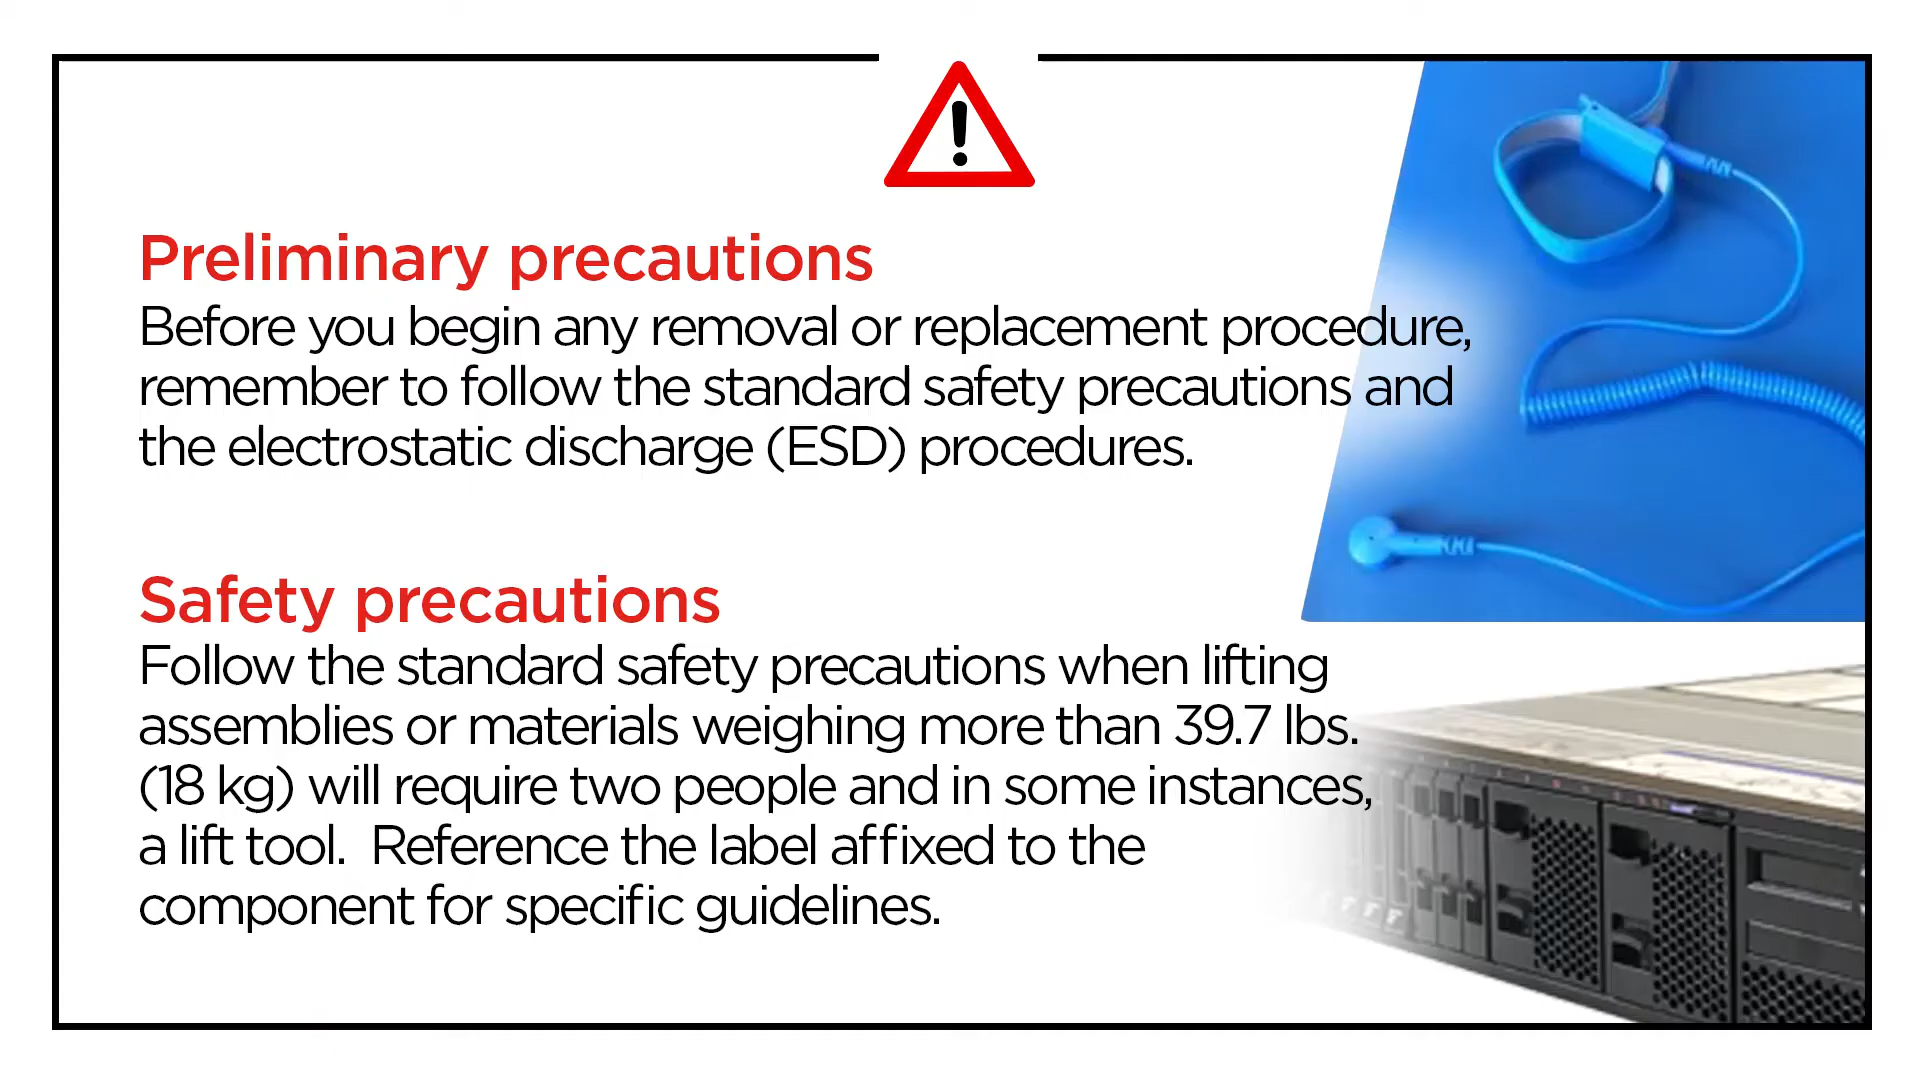 Preliminary precautions
Before you begin any removal or replacement procedure,
remember to follow the standard safety precautions and
the electrostatic discharge (ESD) procedures.
Safety precautions
Follow the standard safety precautions when lifting
assemblies or materials weighing more than 39.7 lbs.
(18 kg) will require two people and in some instances,
a lift tool.  Reference the label affixed to the
component for specific guidelines.